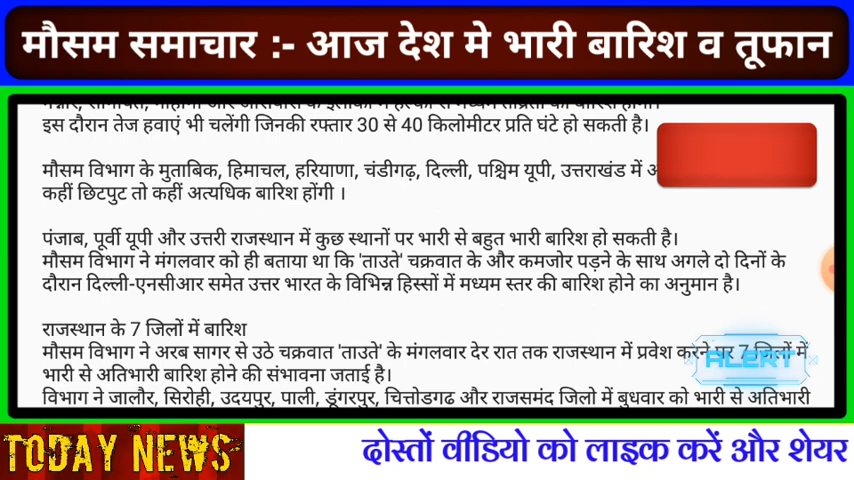 मौसम समाचार :- आज देश मे भारी बारिश व तूफान
इस दौरान तेज हवाएं भी चलेंगी जिनकी रफ्तार 30 से 40 किलोमीटर प्रति घंटे हो सकती है।
मौसम विभाग के मुताबिक, हिमाचल, हरियाणा, चंडीगढ़, दिल्ली, पश्चिम यूपी, उत्तराखंड में
कहीं छिटपुट तो कहीं अत्यधिक बारिश होंगी ।
पंजाब, पूर्वी यूपी और उत्तरी राजस्थान में कुछ स्थानों पर भारी से बहुत भारी बारिश हो सकती है।
मौसम विभाग ने मंगलवार को ही बताया था कि 'ताउते' चक्रवात के और कमजोर पड़ने के साथ अगले दो दिनों के
दौरान दिल्ली-एनसीआर समेत उत्तर भारत के विभिन्न हिस्सों में मध्यम स्तर की बारिश होने का अनुमान है।
राजस्थान के 7 जिलों में बारिश
मौसम विभाग ने अरब सागर से उठे चक्रवात 'ताउते' के मंगलवार देर रात तक राजस्थान में प्रवेश करने पर 7 जिलों में
भारी से अतिभारी बारिश होने की संभावना जताई है।
ALERT
विभाग ने जालौर, सिरोही, उदयपुर, पाली, डूंगरपुर, चित्तोडगढ और राजसमंद जिलो में बुधवार को भारी से अतिभारी
TODAY NEWS
दोस्तों वीडियो को लाइक करें और शेयर